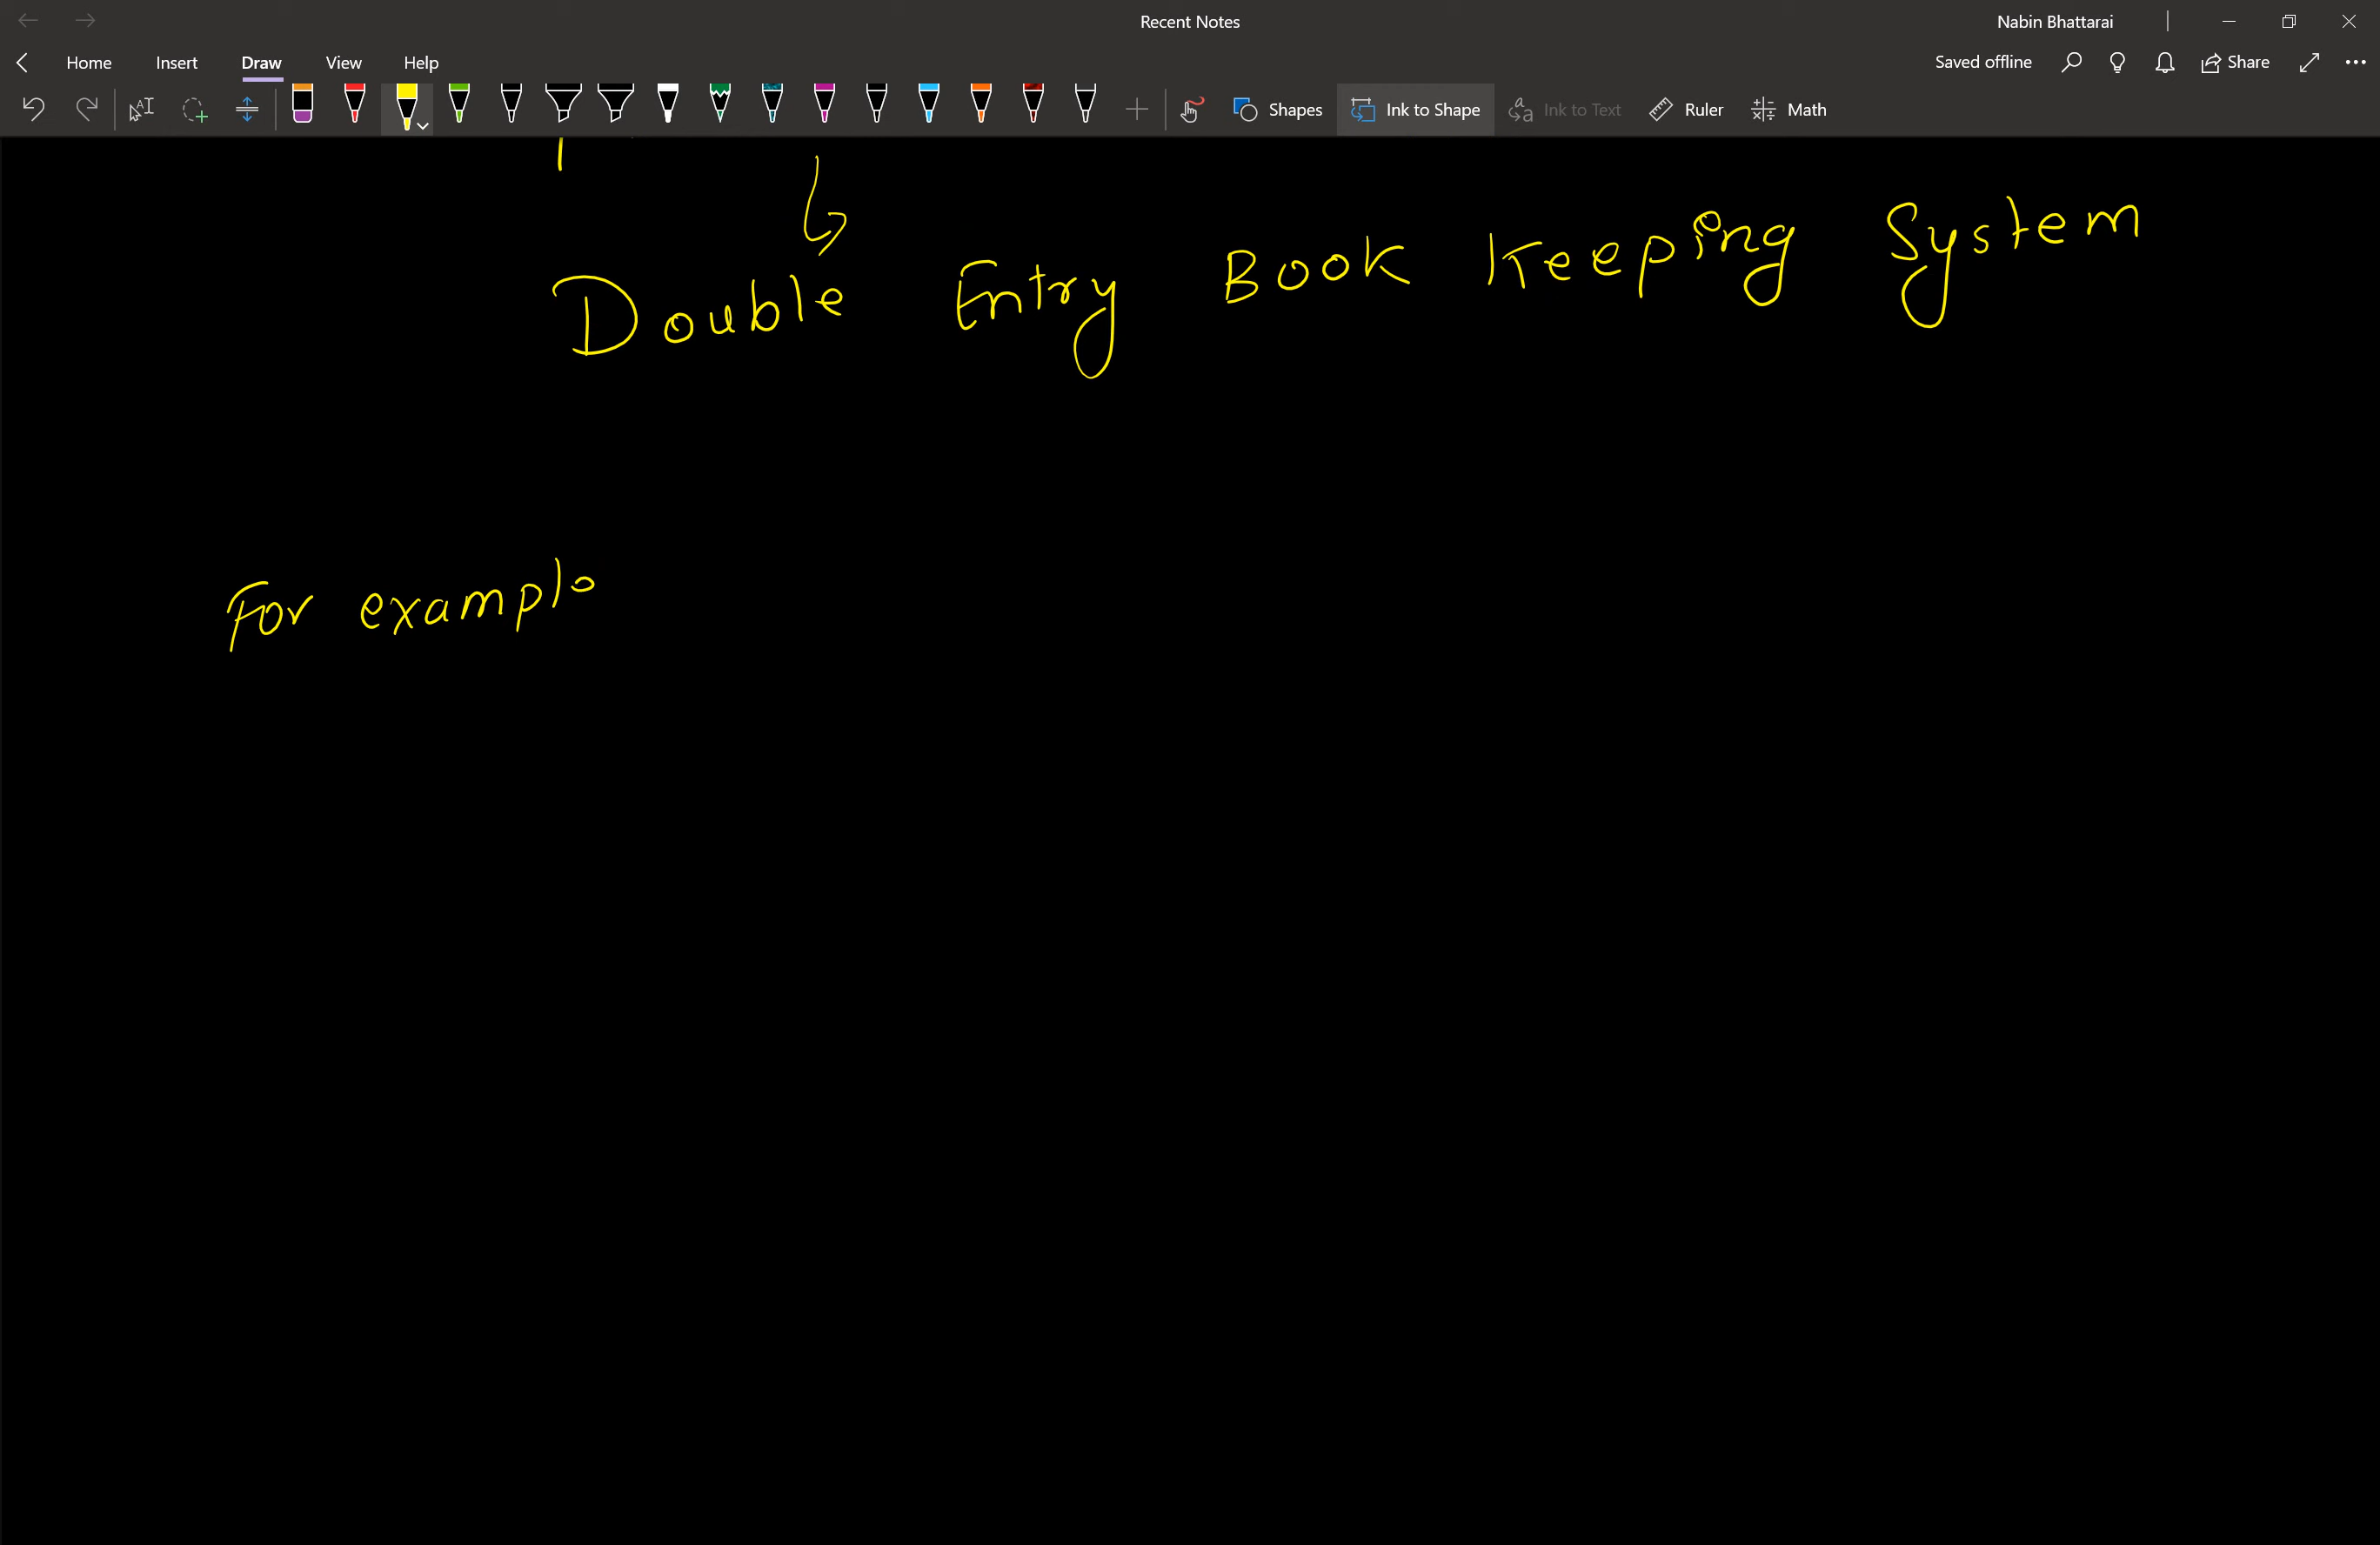 Recent Notes Nabin Bhattarai
Home Insert Draw View Help Saved offline Share
Shapes Ink to Shape Ink to Text Ruler Math
Double Entry Book Keeping System
For example